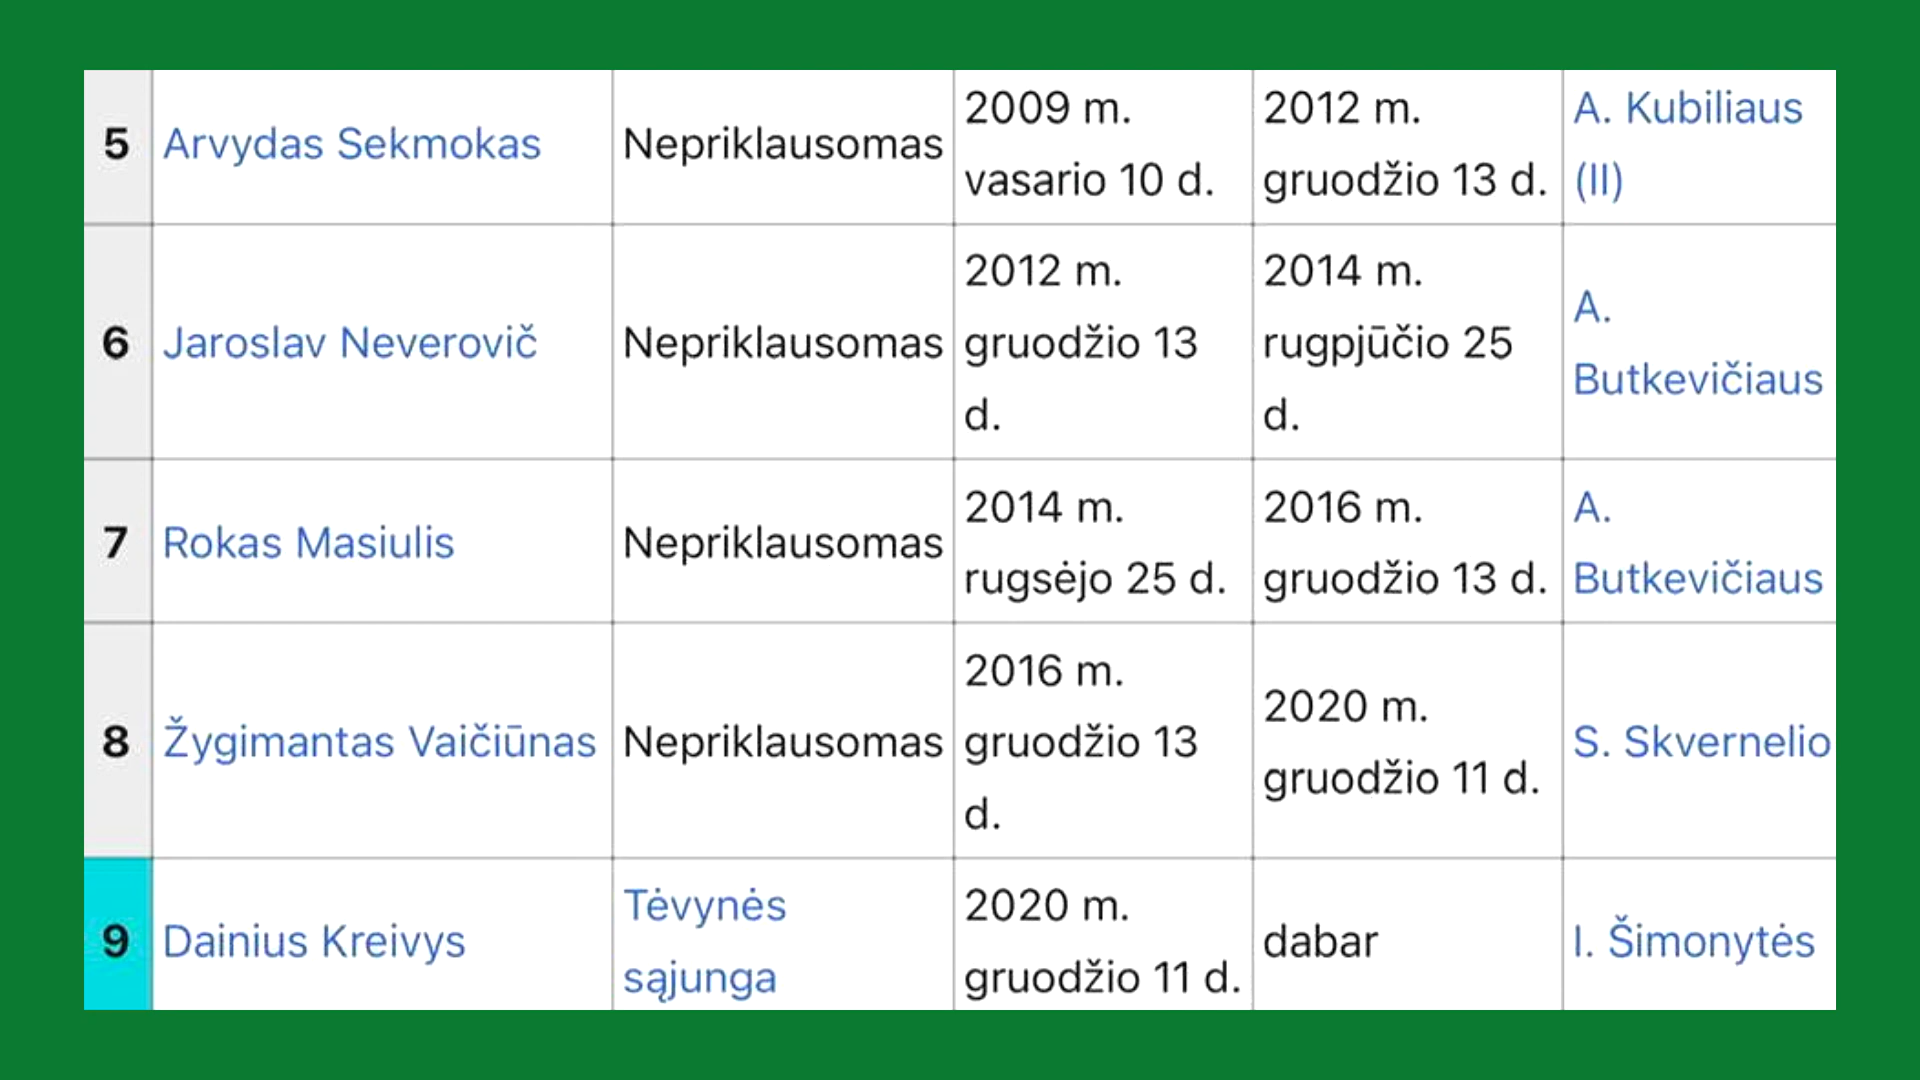 5 Arvydas Sekmokas Nepriklausomas 2009 m. vasario 10 d. 2012 m. gruodžio 13 d. A. Kubiliaus (II)
6 Jaroslav Neverovič Nepriklausomas 2012 m. gruodžio 13 d. 2014 m. rugpjūčio 25 d. A. Butkevičiaus
7 Rokas Masiulis Nepriklausomas 2014 m. rugsėjo 25 d. 2016 m. gruodžio 13 d. A. Butkevičiaus
8 Žygimantas Vaičiūnas Nepriklausomas 2016 m. gruodžio 13 d. 2020 m. gruodžio 11 d. S. Skvernelio
9 Dainius Kreivys Tėvynės sąjunga 2020 m. gruodžio 11 d. dabar I. Šimonytės